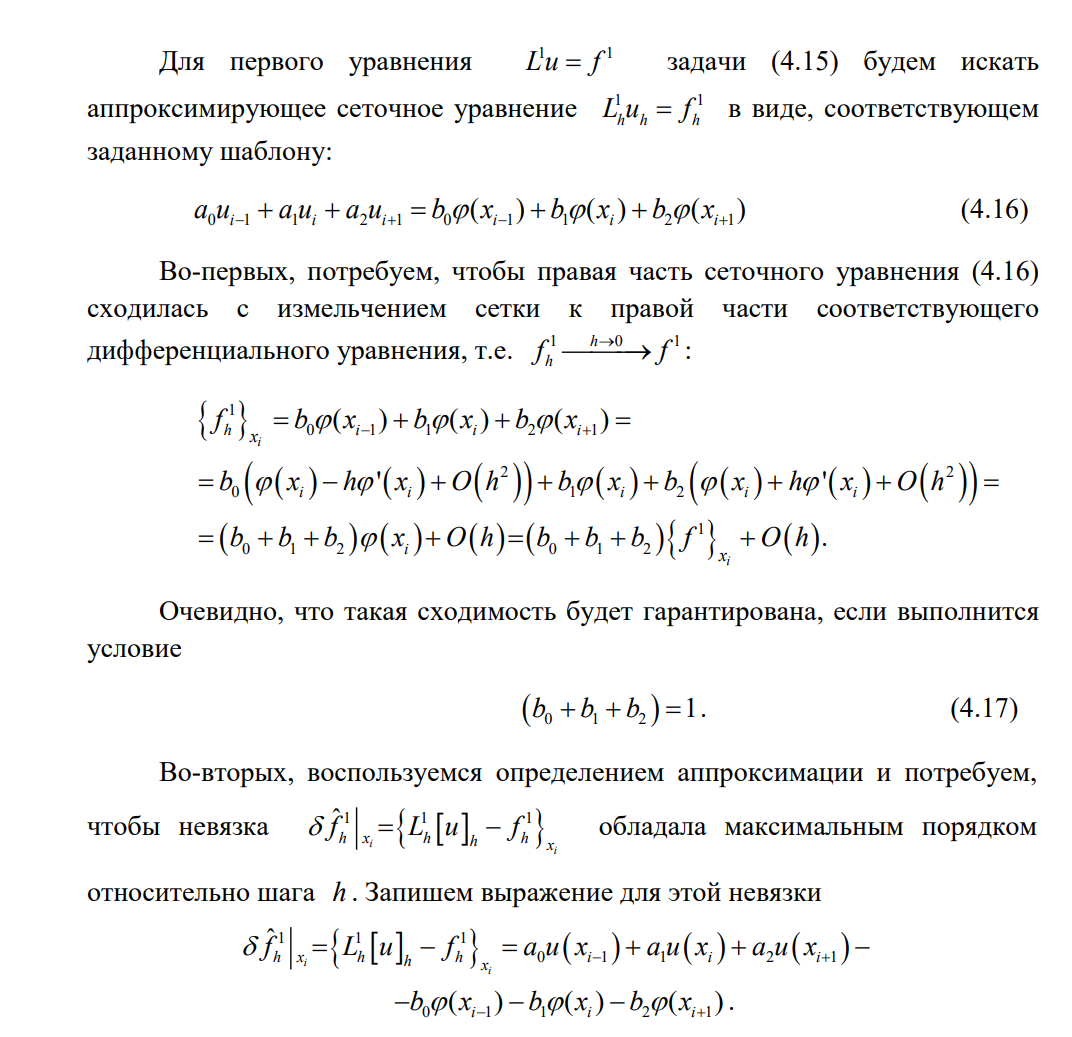 Для первого уравнения $L^1 u = f^1$ задачи (4.15) будем искать
аппроксимирующее сеточное уравнение $L_h^1 u_h = f_h^1$ в виде, соответствующем
заданному шаблону:
$a_0 u_{i-1} + a_1 u_i + a_2 u_{i+1} = b_0 \varphi(x_{i-1}) + b_1 \varphi(x_i) + b_2 \varphi(x_{i+1})$ (4.16)
Во-первых, потребуем, чтобы правая часть сеточного уравнения (4.16)
сходилась с измельчением сетки к правой части соответствующего
дифференциального уравнения, т.е. $f_h^1 \xrightarrow{h \to 0} f^1$:
$\left\{ f_h^1 \right\}_{x_i} = b_0 \varphi(x_{i-1}) + b_1 \varphi(x_i) + b_2 \varphi(x_{i+1}) =$
$= b_0 \left( \varphi(x_i) - h\varphi'(x_i) + O(h^2) \right) + b_1 \varphi(x_i) + b_2 \left( \varphi(x_i) + h\varphi'(x_i) + O(h^2) \right) =$
$= (b_0 + b_1 + b_2) \varphi(x_i) + O(h) = (b_0 + b_1 + b_2) \left\{ f^1 \right\}_{x_i} + O(h).$
Очевидно, что такая сходимость будет гарантирована, если выполнится
условие
$(b_0 + b_1 + b_2) = 1.$ (4.17)
Во-вторых, воспользуемся определением аппроксимации и потребуем,
чтобы невязка $\delta \hat{f}_h^1 \big|_{x_i} = \left\{ L_h^1 [u]_h - f_h^1 \right\}_{x_i}$ обладала максимальным порядком
относительно шага $h$. Запишем выражение для этой невязки
$\delta \hat{f}_h^1 \big|_{x_i} = \left\{ L_h^1 [u]_h - f_h^1 \right\}_{x_i} = a_0 u(x_{i-1}) + a_1 u(x_i) + a_2 u(x_{i+1}) -$
$- b_0 \varphi(x_{i-1}) - b_1 \varphi(x_i) - b_2 \varphi(x_{i+1}).$